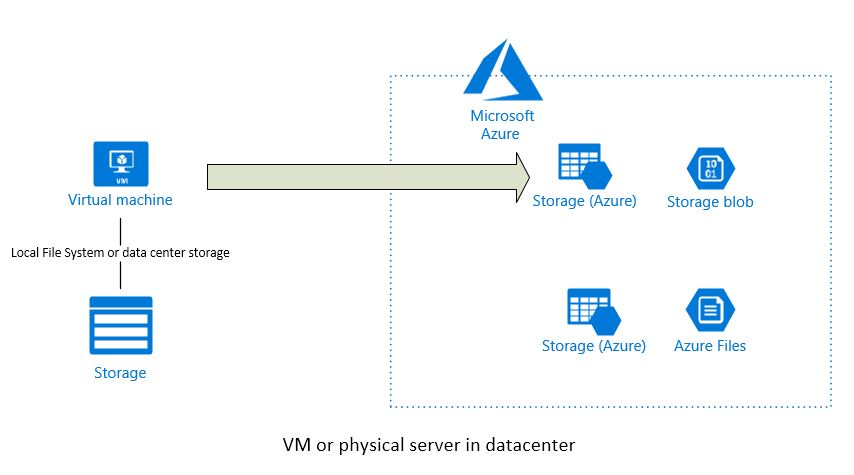 Microsoft
Azure
VM
Virtual machine
Local File System or data center storage
Storage
Storage (Azure)
10
01
Storage blob
Storage (Azure)
Azure Files
VM or physical server in datacenter